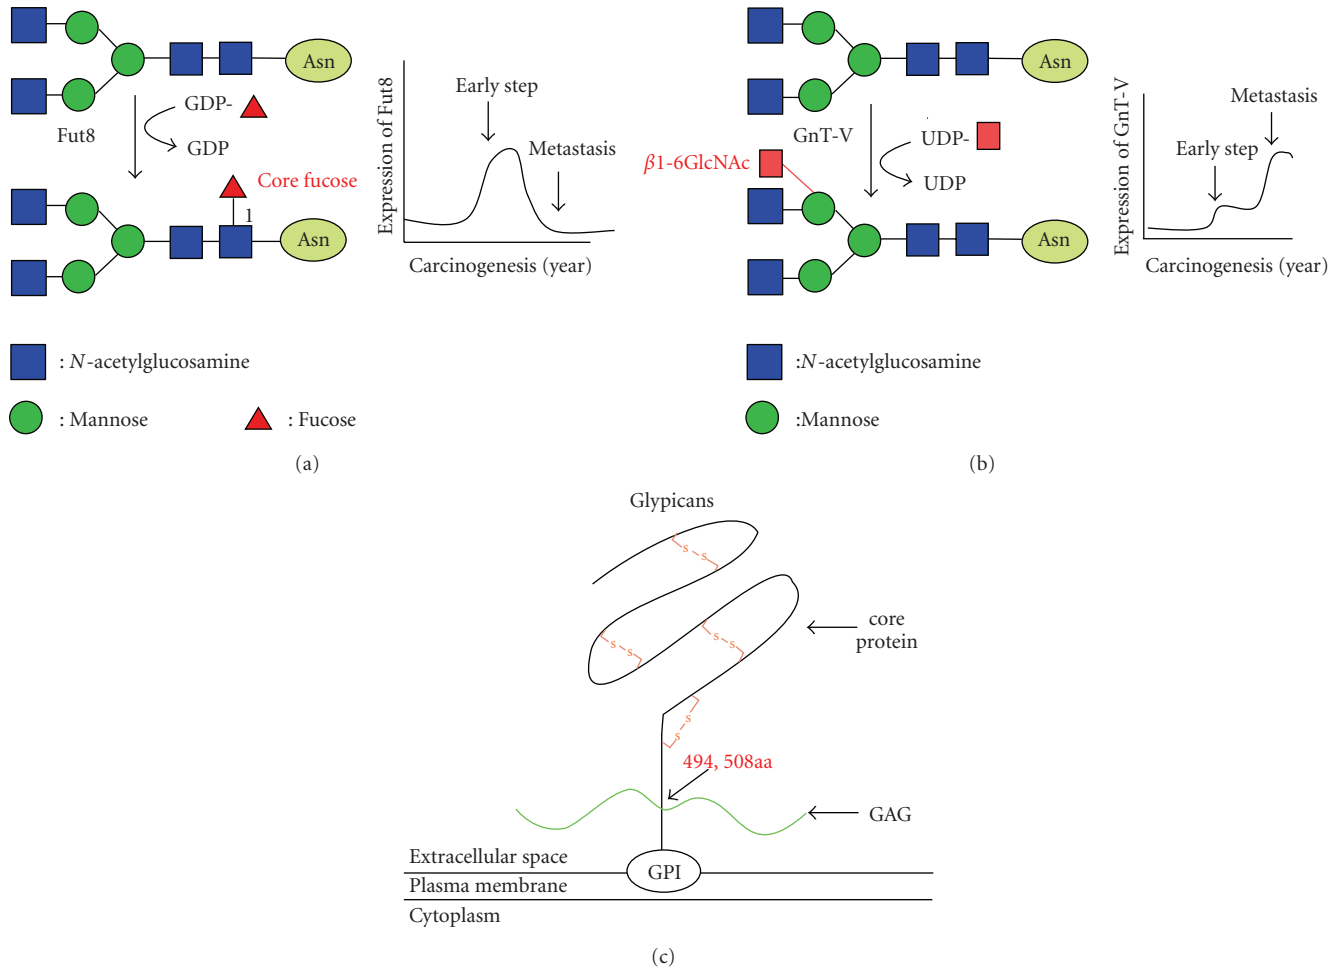 Asn
GDP-
Fut8
GDP
Core fucose
1
Asn
Expression of Fut8
Early step
Metastasis
Carcinogenesis (year)
: N-acetylglucosamine
: Mannose
: Fucose
(a)
Asn
GnT-V
UDP-
β1-6GlcNAc
UDP
Asn
Expression of GnT-V
Metastasis
Early step
Carcinogenesis (year)
:N-acetylglucosamine
:Mannose
(b)
Glypicans
s
s
s
s
s
s
core
protein
s
s
494, 508aa
GAG
Extracellular space
GPI
Plasma membrane
Cytoplasm
(c)